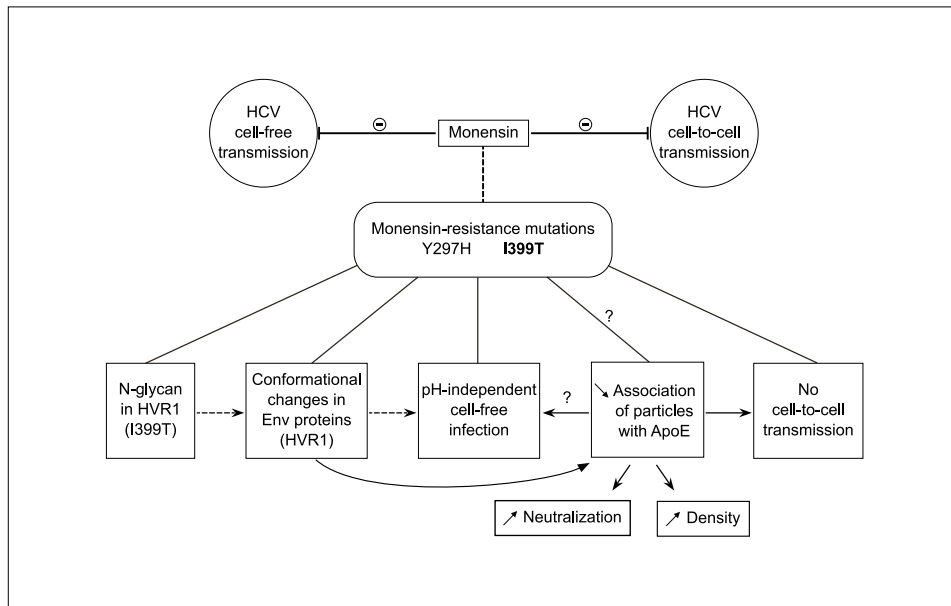 HCV
cell-free
transmission
⊖
Monensin
⊖
HCV
cell-to-cell
transmission
Monensin-resistance mutations
Y297H I399T
?
N-glycan
in HVR1
(I399T)
Conformational
changes in
Env proteins
(HVR1)
pH-independent
cell-free
infection
?
↘ Association
of particles
with ApoE
No
cell-to-cell
transmission
↗ Neutralization
↗ Density